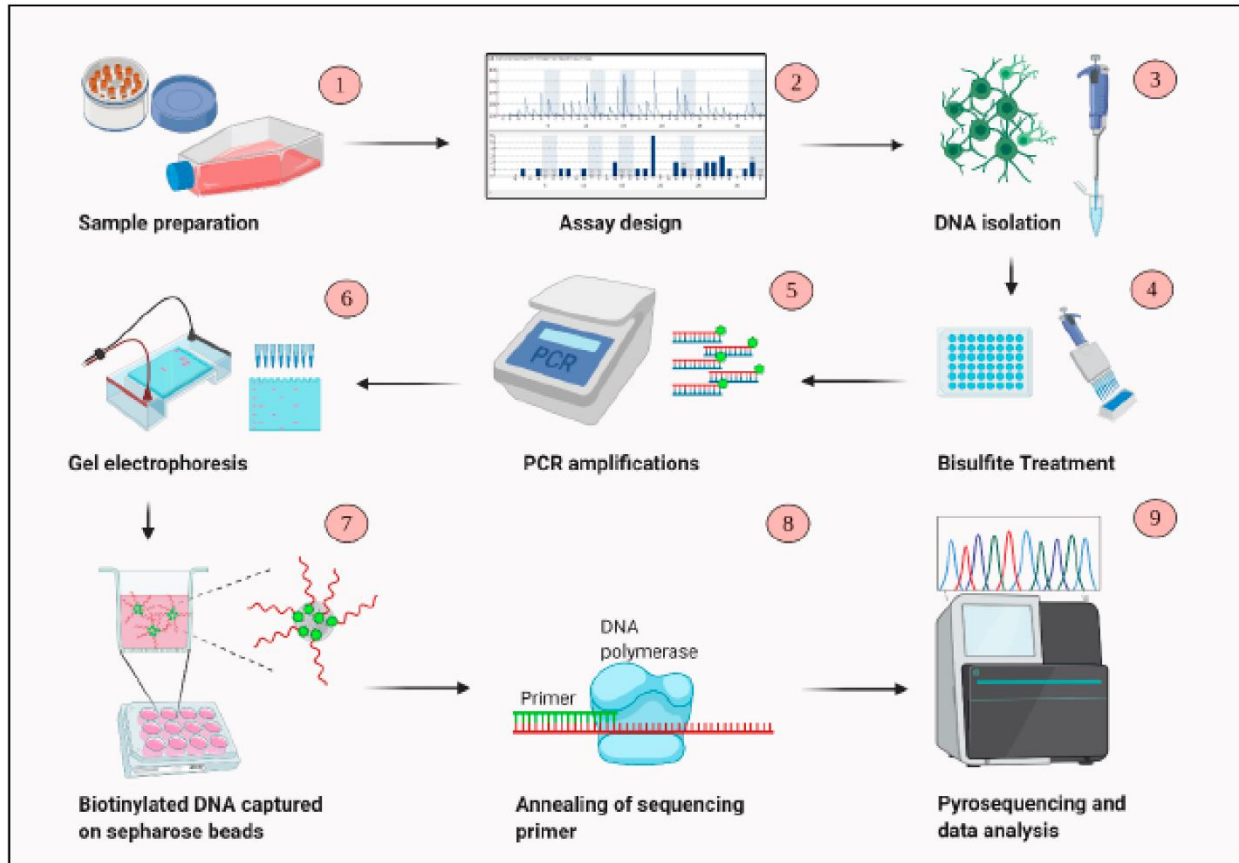 1
2
3
Sample preparation
Assay design
DNA isolation
6
5
4
PCR
Gel electrophoresis
PCR amplifications
Bisulfite Treatment
7
8
9
DNA
polymerase
Primer
Biotinylated DNA captured
on sepharose beads
Annealing of sequencing
primer
Pyrosequencing and
data analysis